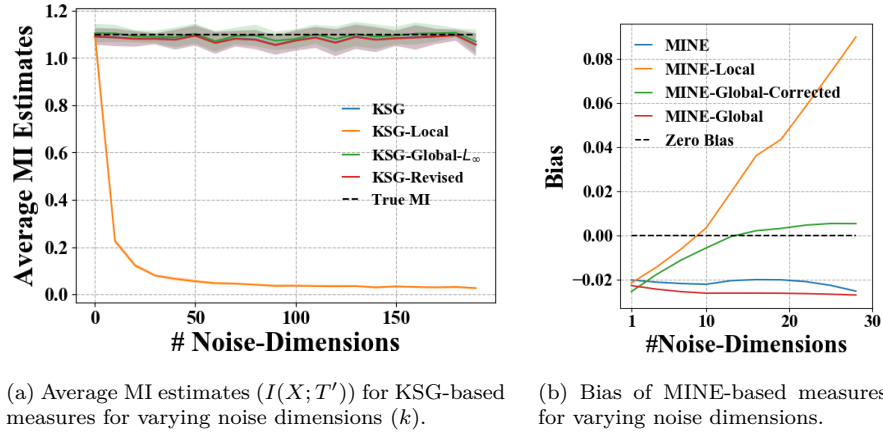 1.2
1.0
0.8
0.6
0.4
0.2
0.0
Average MI Estimates
KSG
KSG-Local
KSG-Global-L∞
KSG-Revised
True MI
0 50 100 150
# Noise-Dimensions
0.08
0.06
0.04
0.02
0.00
−0.02
Bias
MINE
MINE-Local
MINE-Global-Corrected
MINE-Global
Zero Bias
1 10 20 30
#Noise-Dimensions
(a) Average MI estimates (I(X; T′)) for KSG-based
measures for varying noise dimensions (k).
(b) Bias of MINE-based measures
for varying noise dimensions.